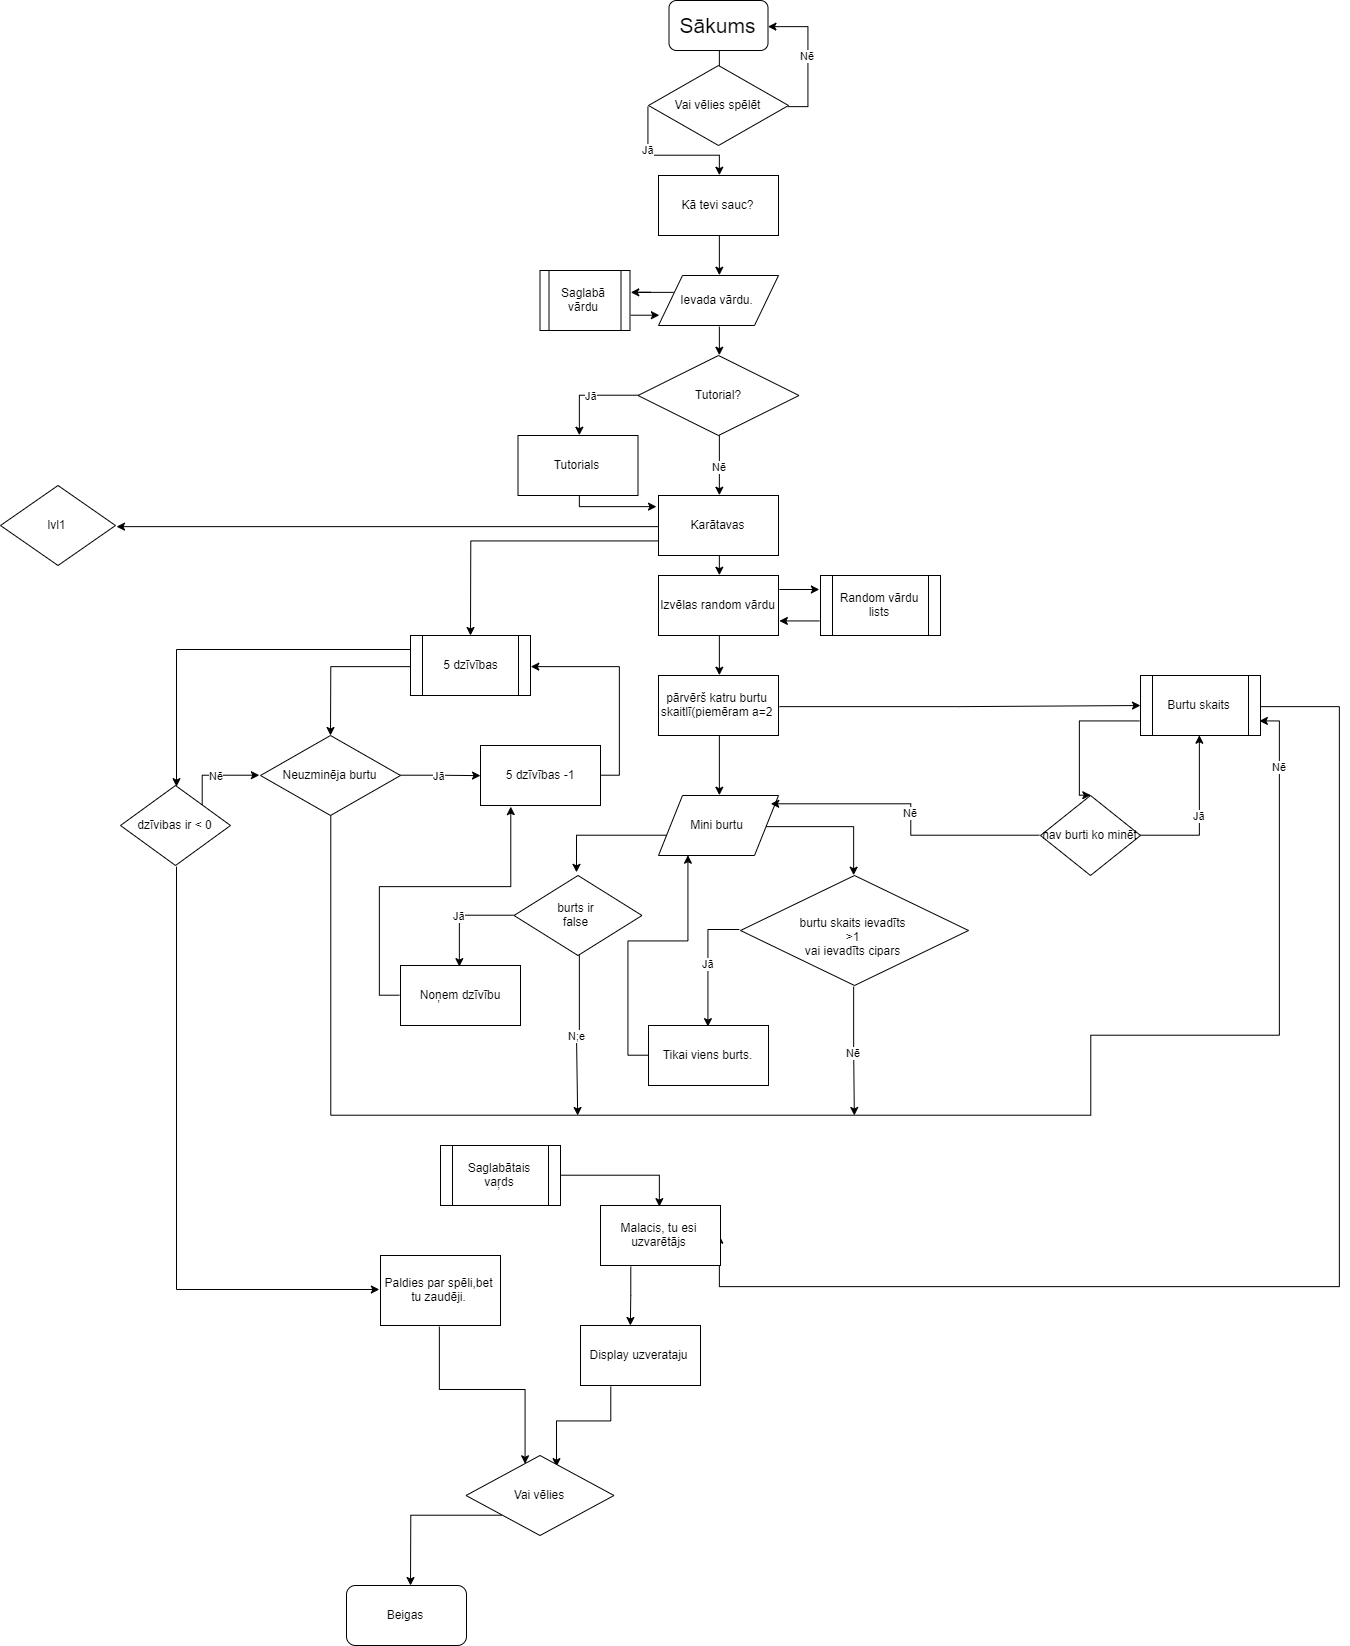 Sākums
Nē
Vai vēlies spēlēt
Jā
Kā tevi sauc?
Saglabā
vārdu
Ievada vārdu.
Tutorial?
Jā
Tutorials
Nē
lvl1
Karātavas
Izvēlas random vārdu
Random vārdu
lists
5 dzīvības
pārvērš katru burtu
skaitlī(piemēram a=2
Burtu skaits
Nē
Neuzminēja burtu
Jā
5 dzīvības -1
Nē
dzīvibas ir < 0
Mini burtu
Nē
nav burti ko minēt
Jā
burts ir
false
Jā
burtu skaits ievadīts
>1
vai ievadīts cipars
Jā
Noņem dzīvību
N;e
Tikai viens burts.
Nē
Saglabātais
vaŗds
Malacis, tu esi
uzvarētājs
Paldies par spēli,bet
tu zaudēji.
Display uzverataju
Vai vēlies
Beigas